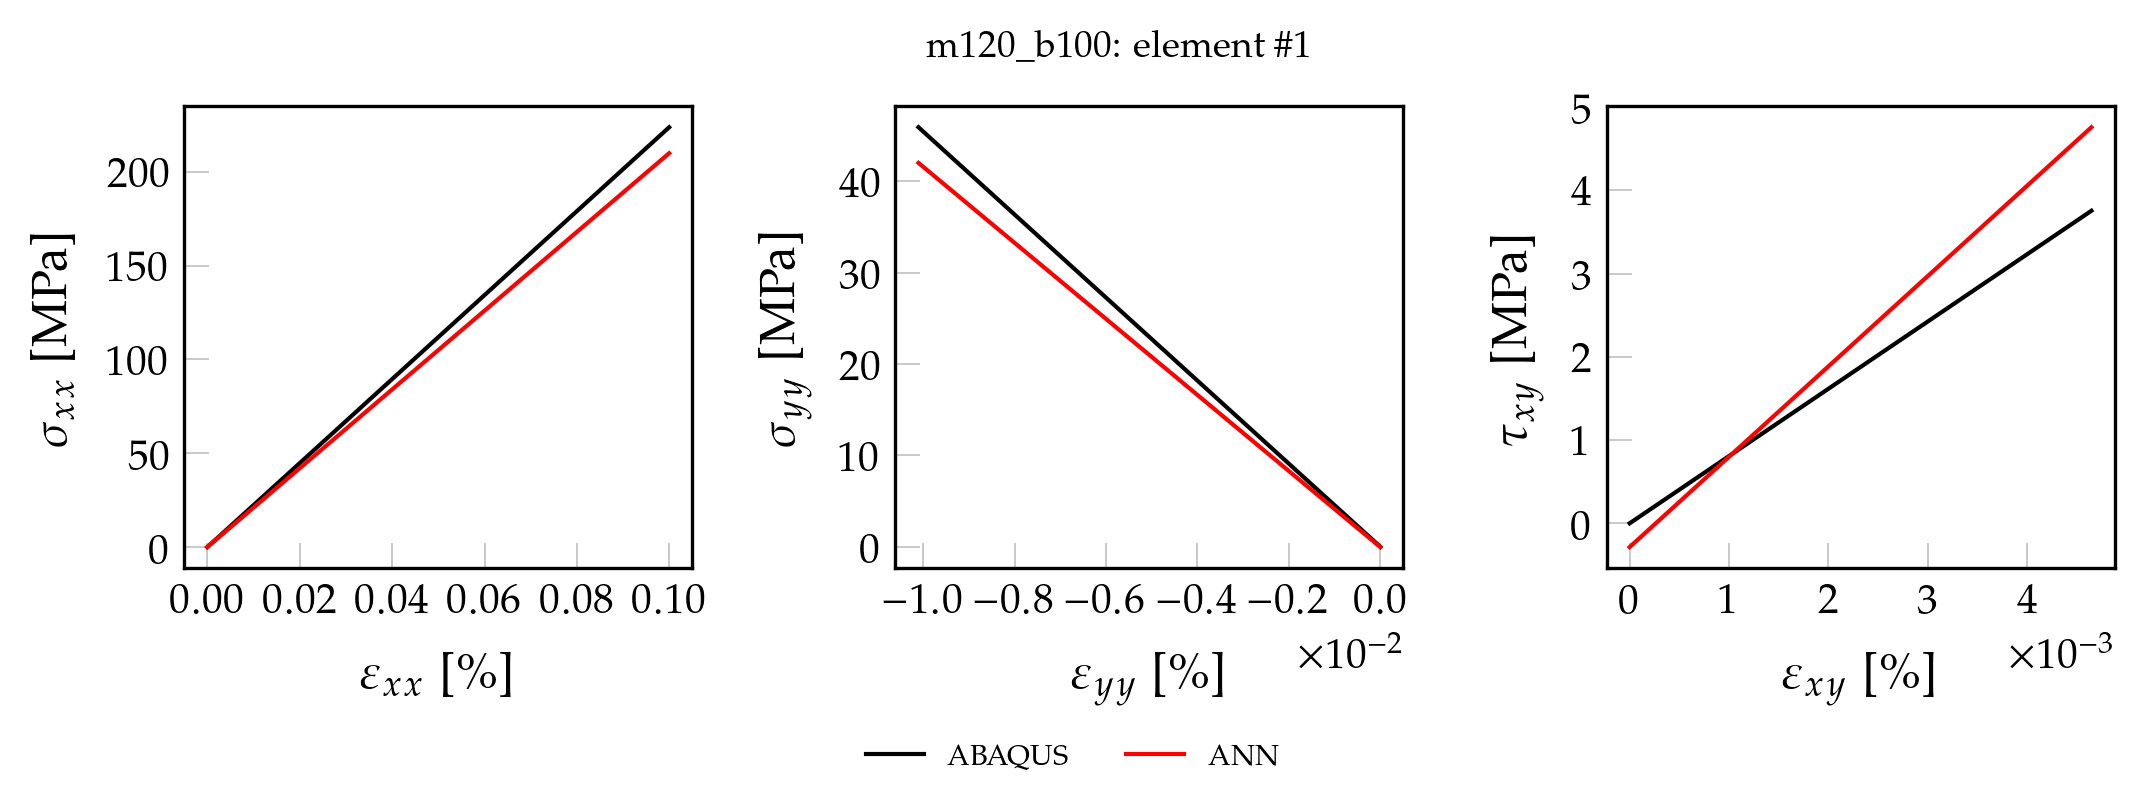 m120_b100: element #1
σxx [MPa]
200
150
100
50
0
0.00 0.02 0.04 0.06 0.08 0.10
εxx [%]
σyy [MPa]
40
30
20
10
0
−1.0 −0.8 −0.6 −0.4 −0.2 0.0
×10−2
εyy [%]
τxy [MPa]
5
4
3
2
1
0
0 1 2 3 4
×10−3
εxy [%]
ABAQUS ANN